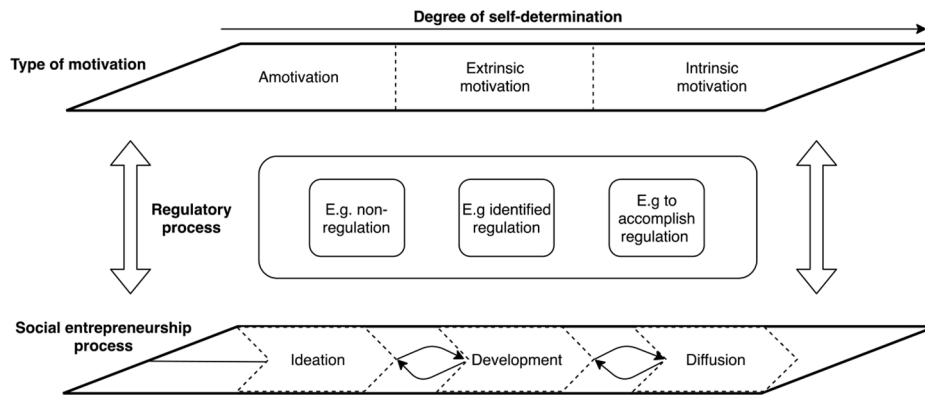 Degree of self-determination
Type of motivation
Amotivation
Extrinsic
motivation
Intrinsic
motivation
Regulatory
process
E.g. non-
regulation
E.g identified
regulation
E.g to
accomplish
regulation
Social entrepreneurship
process
Ideation
Development
Diffusion